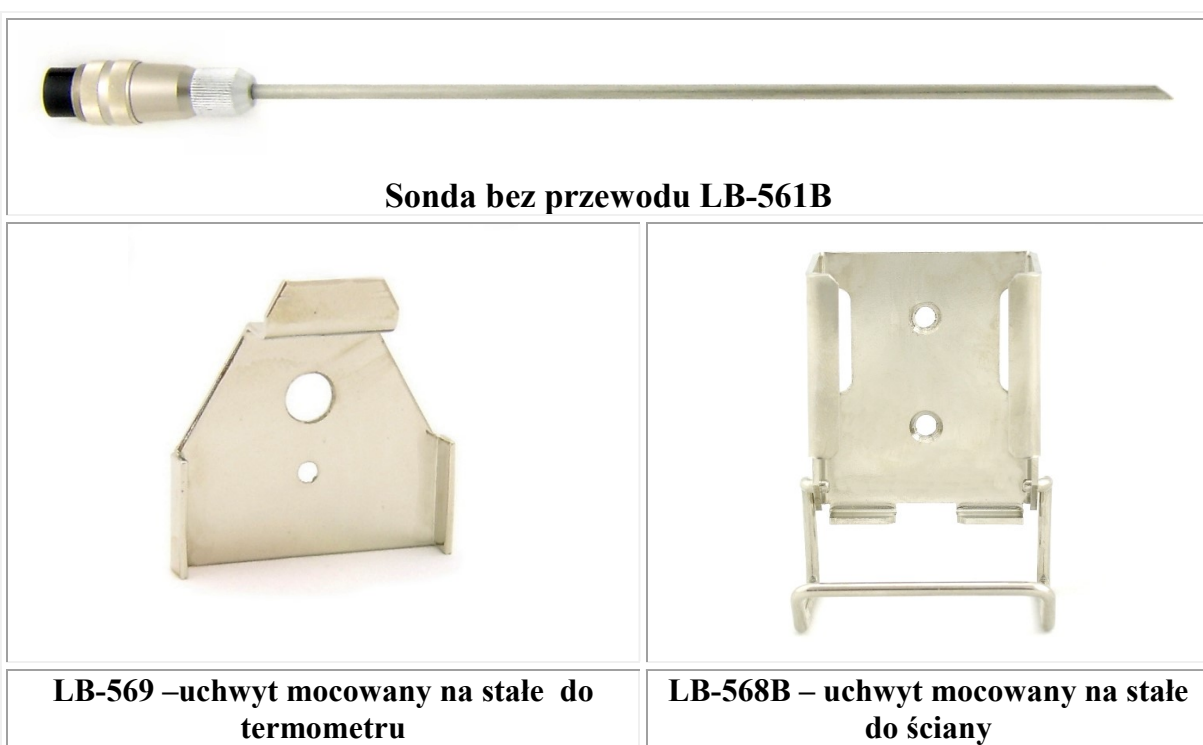 Sonda bez przewodu LB-561B
LB-569 –uchwyt mocowany na stałe  do
termometru
LB-568B – uchwyt mocowany na stałe
do ściany